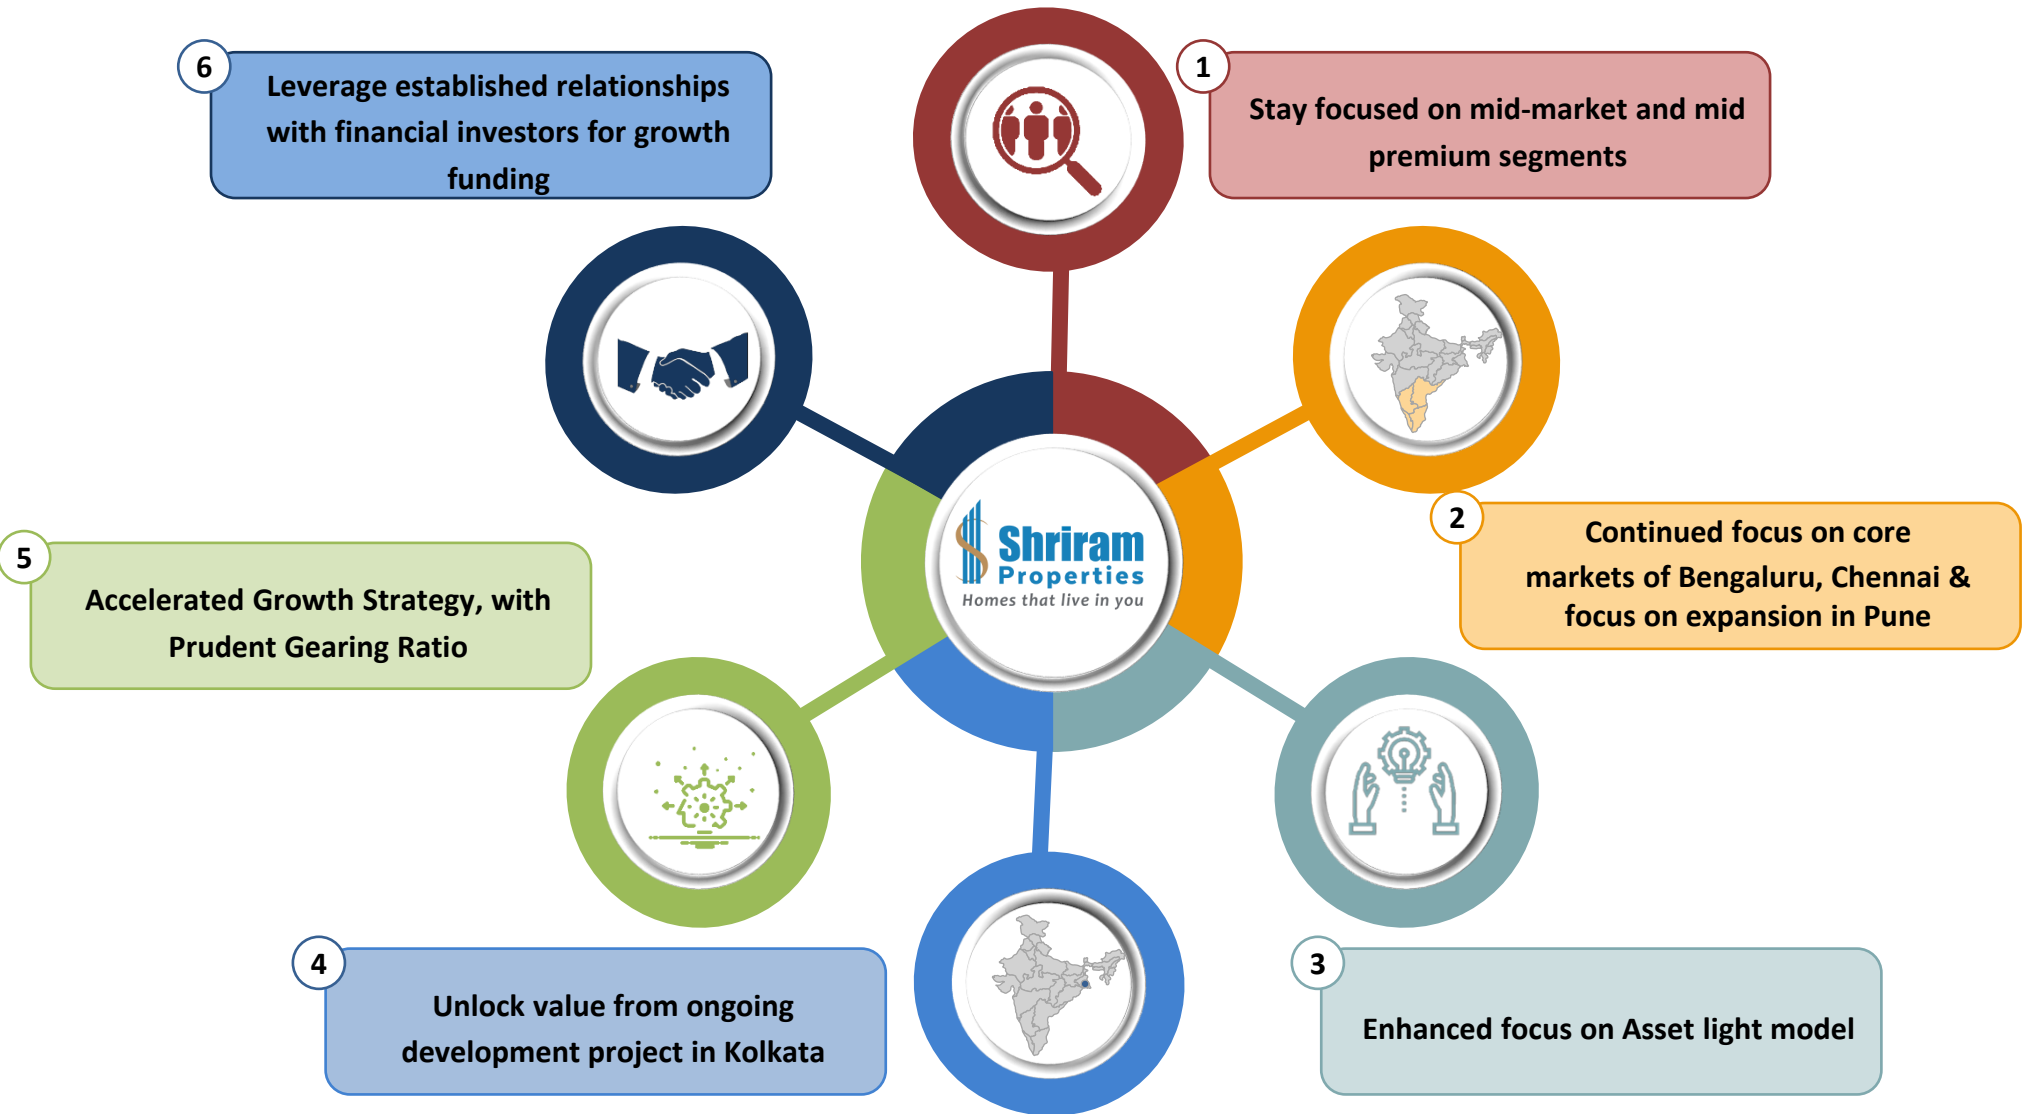 1
Stay focused on mid-market and mid
premium segments
2
Continued focus on core
markets of Bengaluru, Chennai &
focus on expansion in Pune
3
Enhanced focus on Asset light model
4
Unlock value from ongoing
development project in Kolkata
5
Accelerated Growth Strategy, with
Prudent Gearing Ratio
6
Leverage established relationships
with financial investors for growth
funding
Shriram
Properties
Homes that live in you